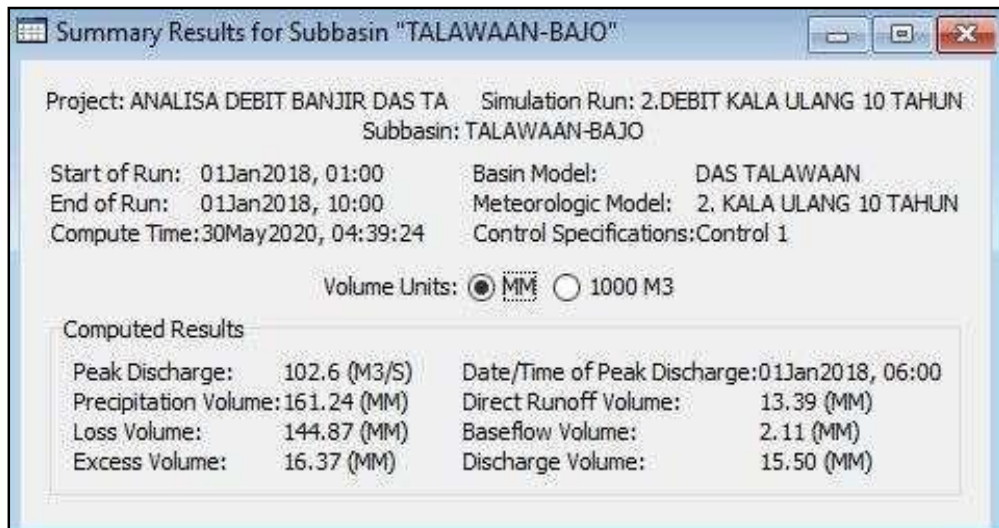 Summary Results for Subbasin "TALAWAAN-BAJO"
Project: ANALISA DEBIT BANJIR DAS TA Simulation Run: 2.DEBIT KALA ULANG 10 TAHUN
Subbasin: TALAWAAN-BAJO
Start of Run: 01Jan2018, 01:00 Basin Model: DAS TALAWAAN
End of Run: 01Jan2018, 10:00 Meteorologic Model: 2. KALA ULANG 10 TAHUN
Compute Time:30May2020, 04:39:24 Control Specifications:Control 1
Volume Units: MM 1000 M3
Computed Results
Peak Discharge: 102.6 (M3/S) Date/Time of Peak Discharge:01Jan2018, 06:00
Precipitation Volume:161.24 (MM) Direct Runoff Volume: 13.39 (MM)
Loss Volume: 144.87 (MM) Baseflow Volume: 2.11 (MM)
Excess Volume: 16.37 (MM) Discharge Volume: 15.50 (MM)